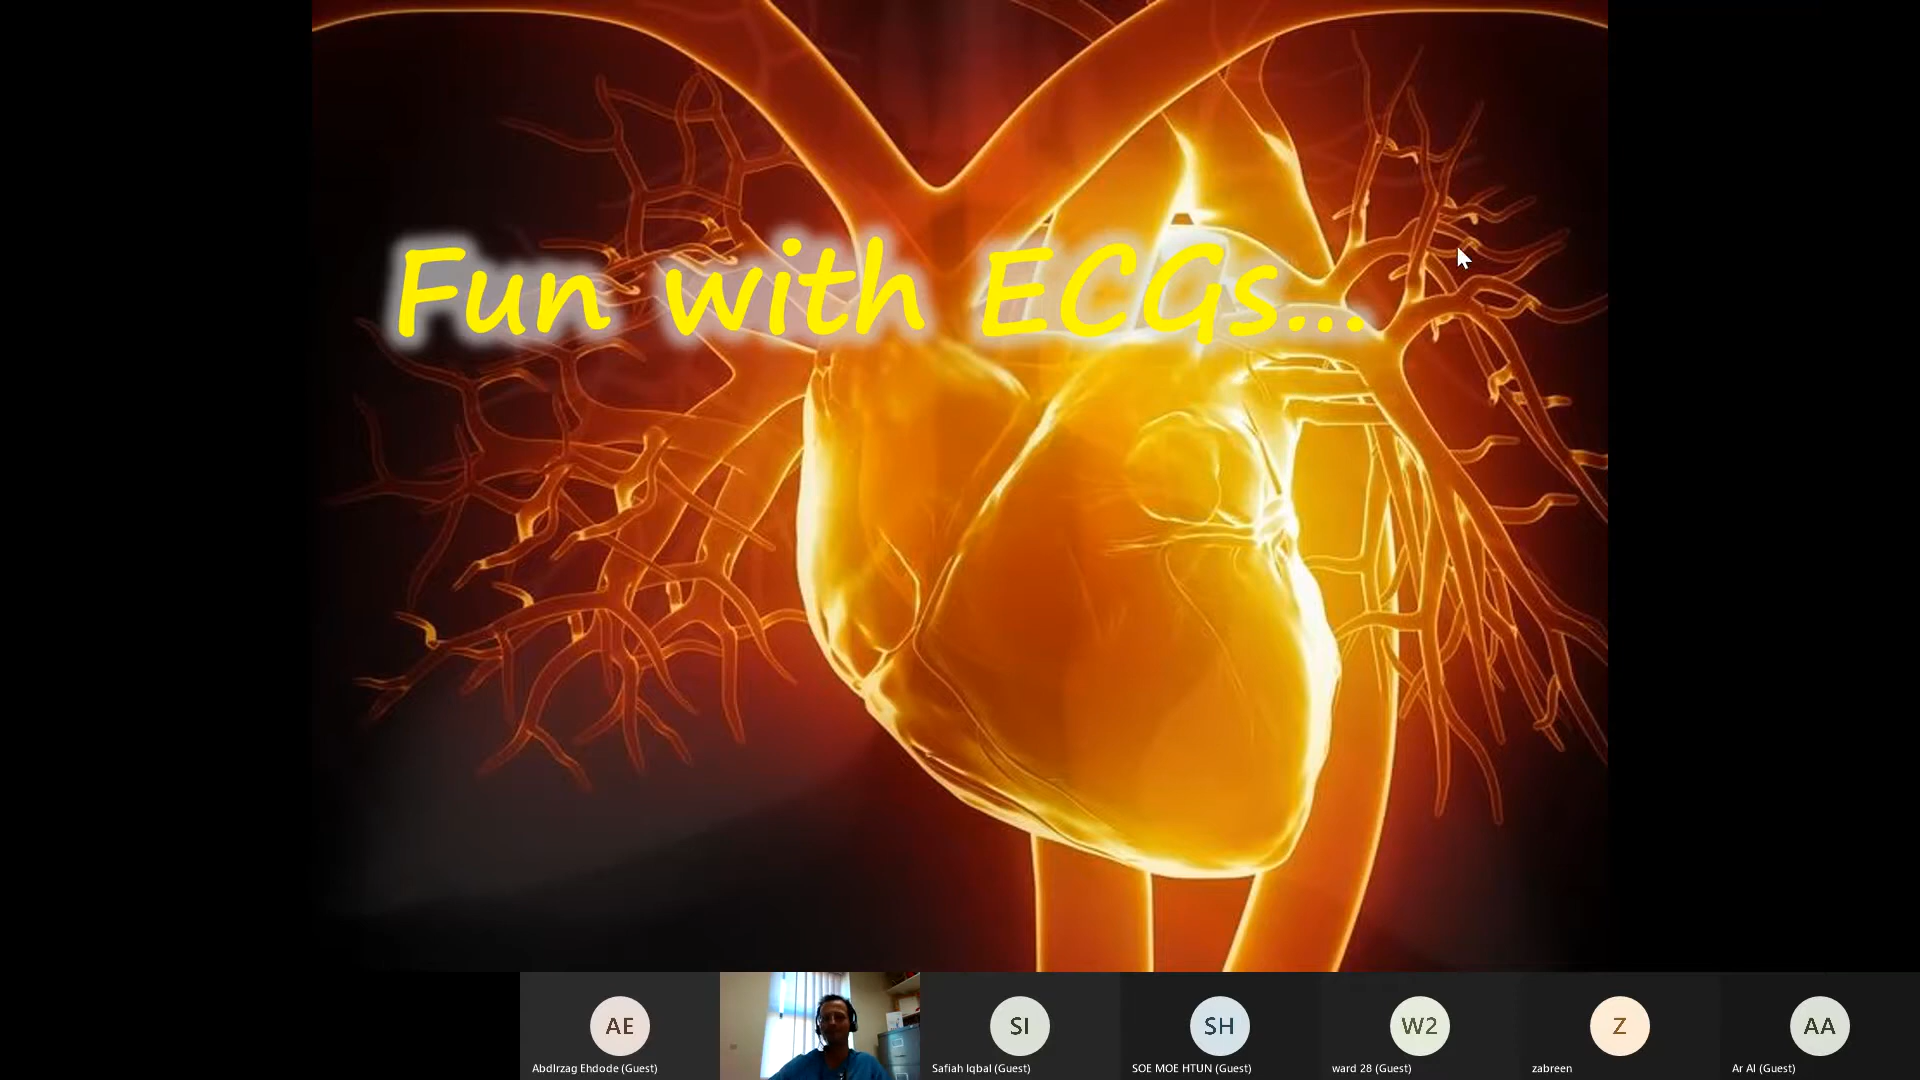 Fun with ECGs...
AE
SI
SH
W2
Z
AA
Abdlrzag Ehdode (Guest)
Safiah Iqbal (Guest)
SOE MOE HTUN (Guest)
ward 28 (Guest)
zabreen
Ar Al (Guest)